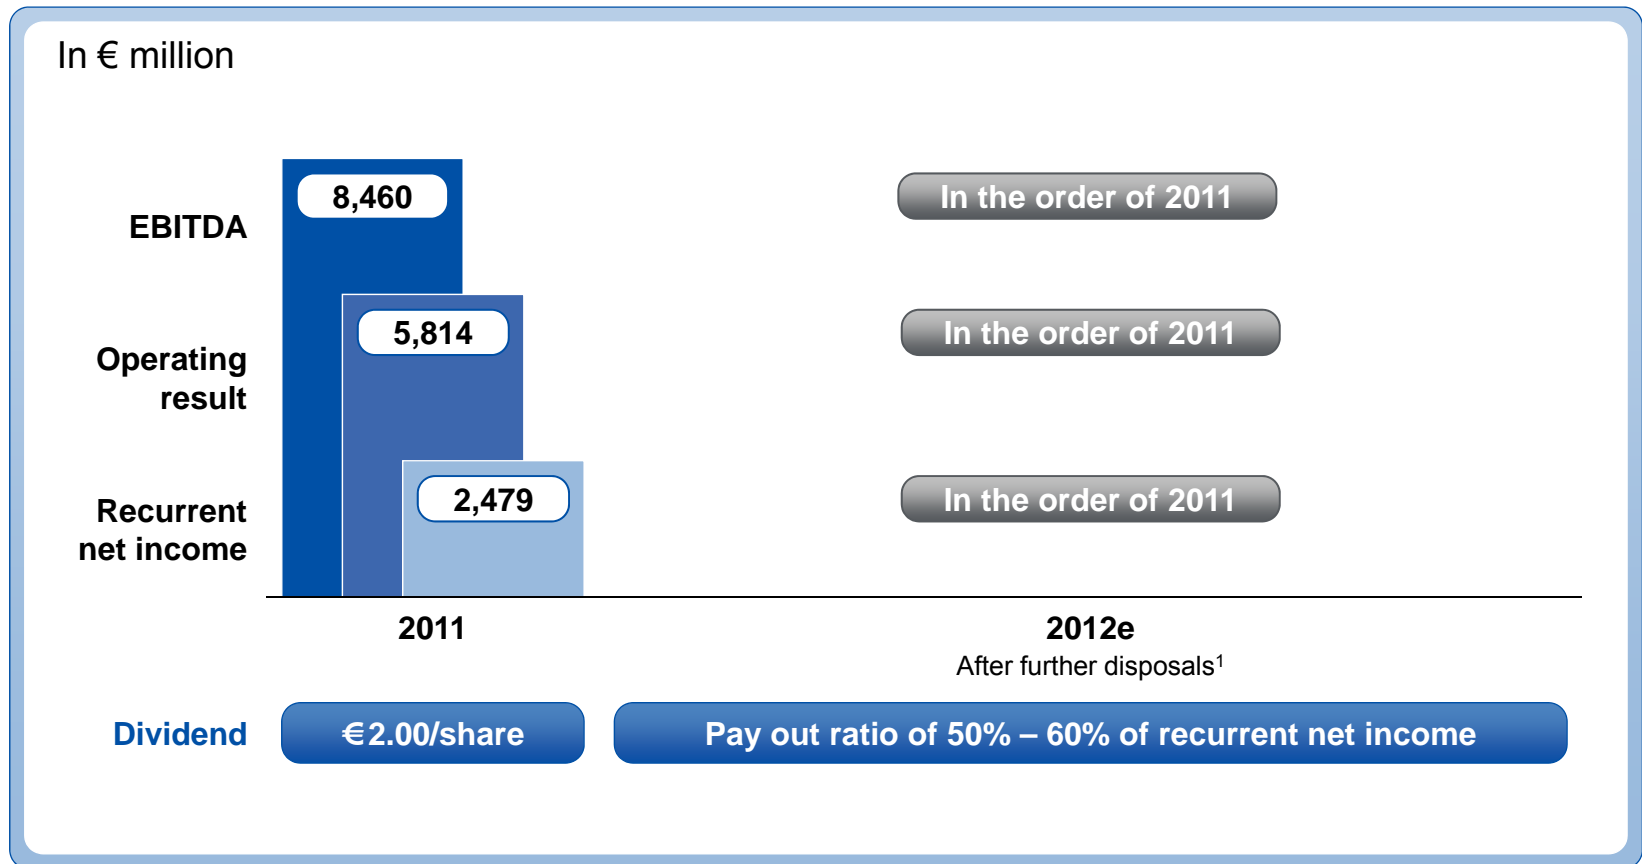 In € million
EBITDA
8,460
In the order of 2011
Operating
result
5,814
In the order of 2011
Recurrent
net income
2,479
In the order of 2011
2011
2012e
After further disposals¹
Dividend
€2.00/share
Pay out ratio of 50% – 60% of recurrent net income